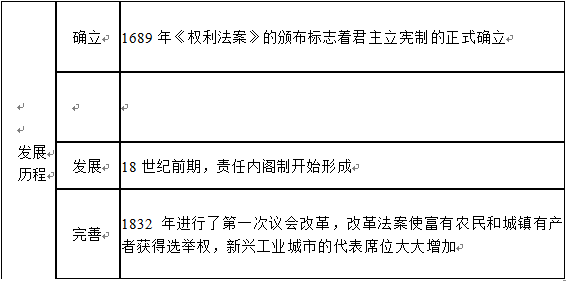 确立
1689 年《权利法案》的颁布标志着君主立宪制的正式确立
发展
历程
发展
18 世纪前期，责任内阁制开始形成
完善
1832 年进行了第一次议会改革，改革法案使富有农民和城镇有产
者获得选举权，新兴工业城市的代表席位大大增加